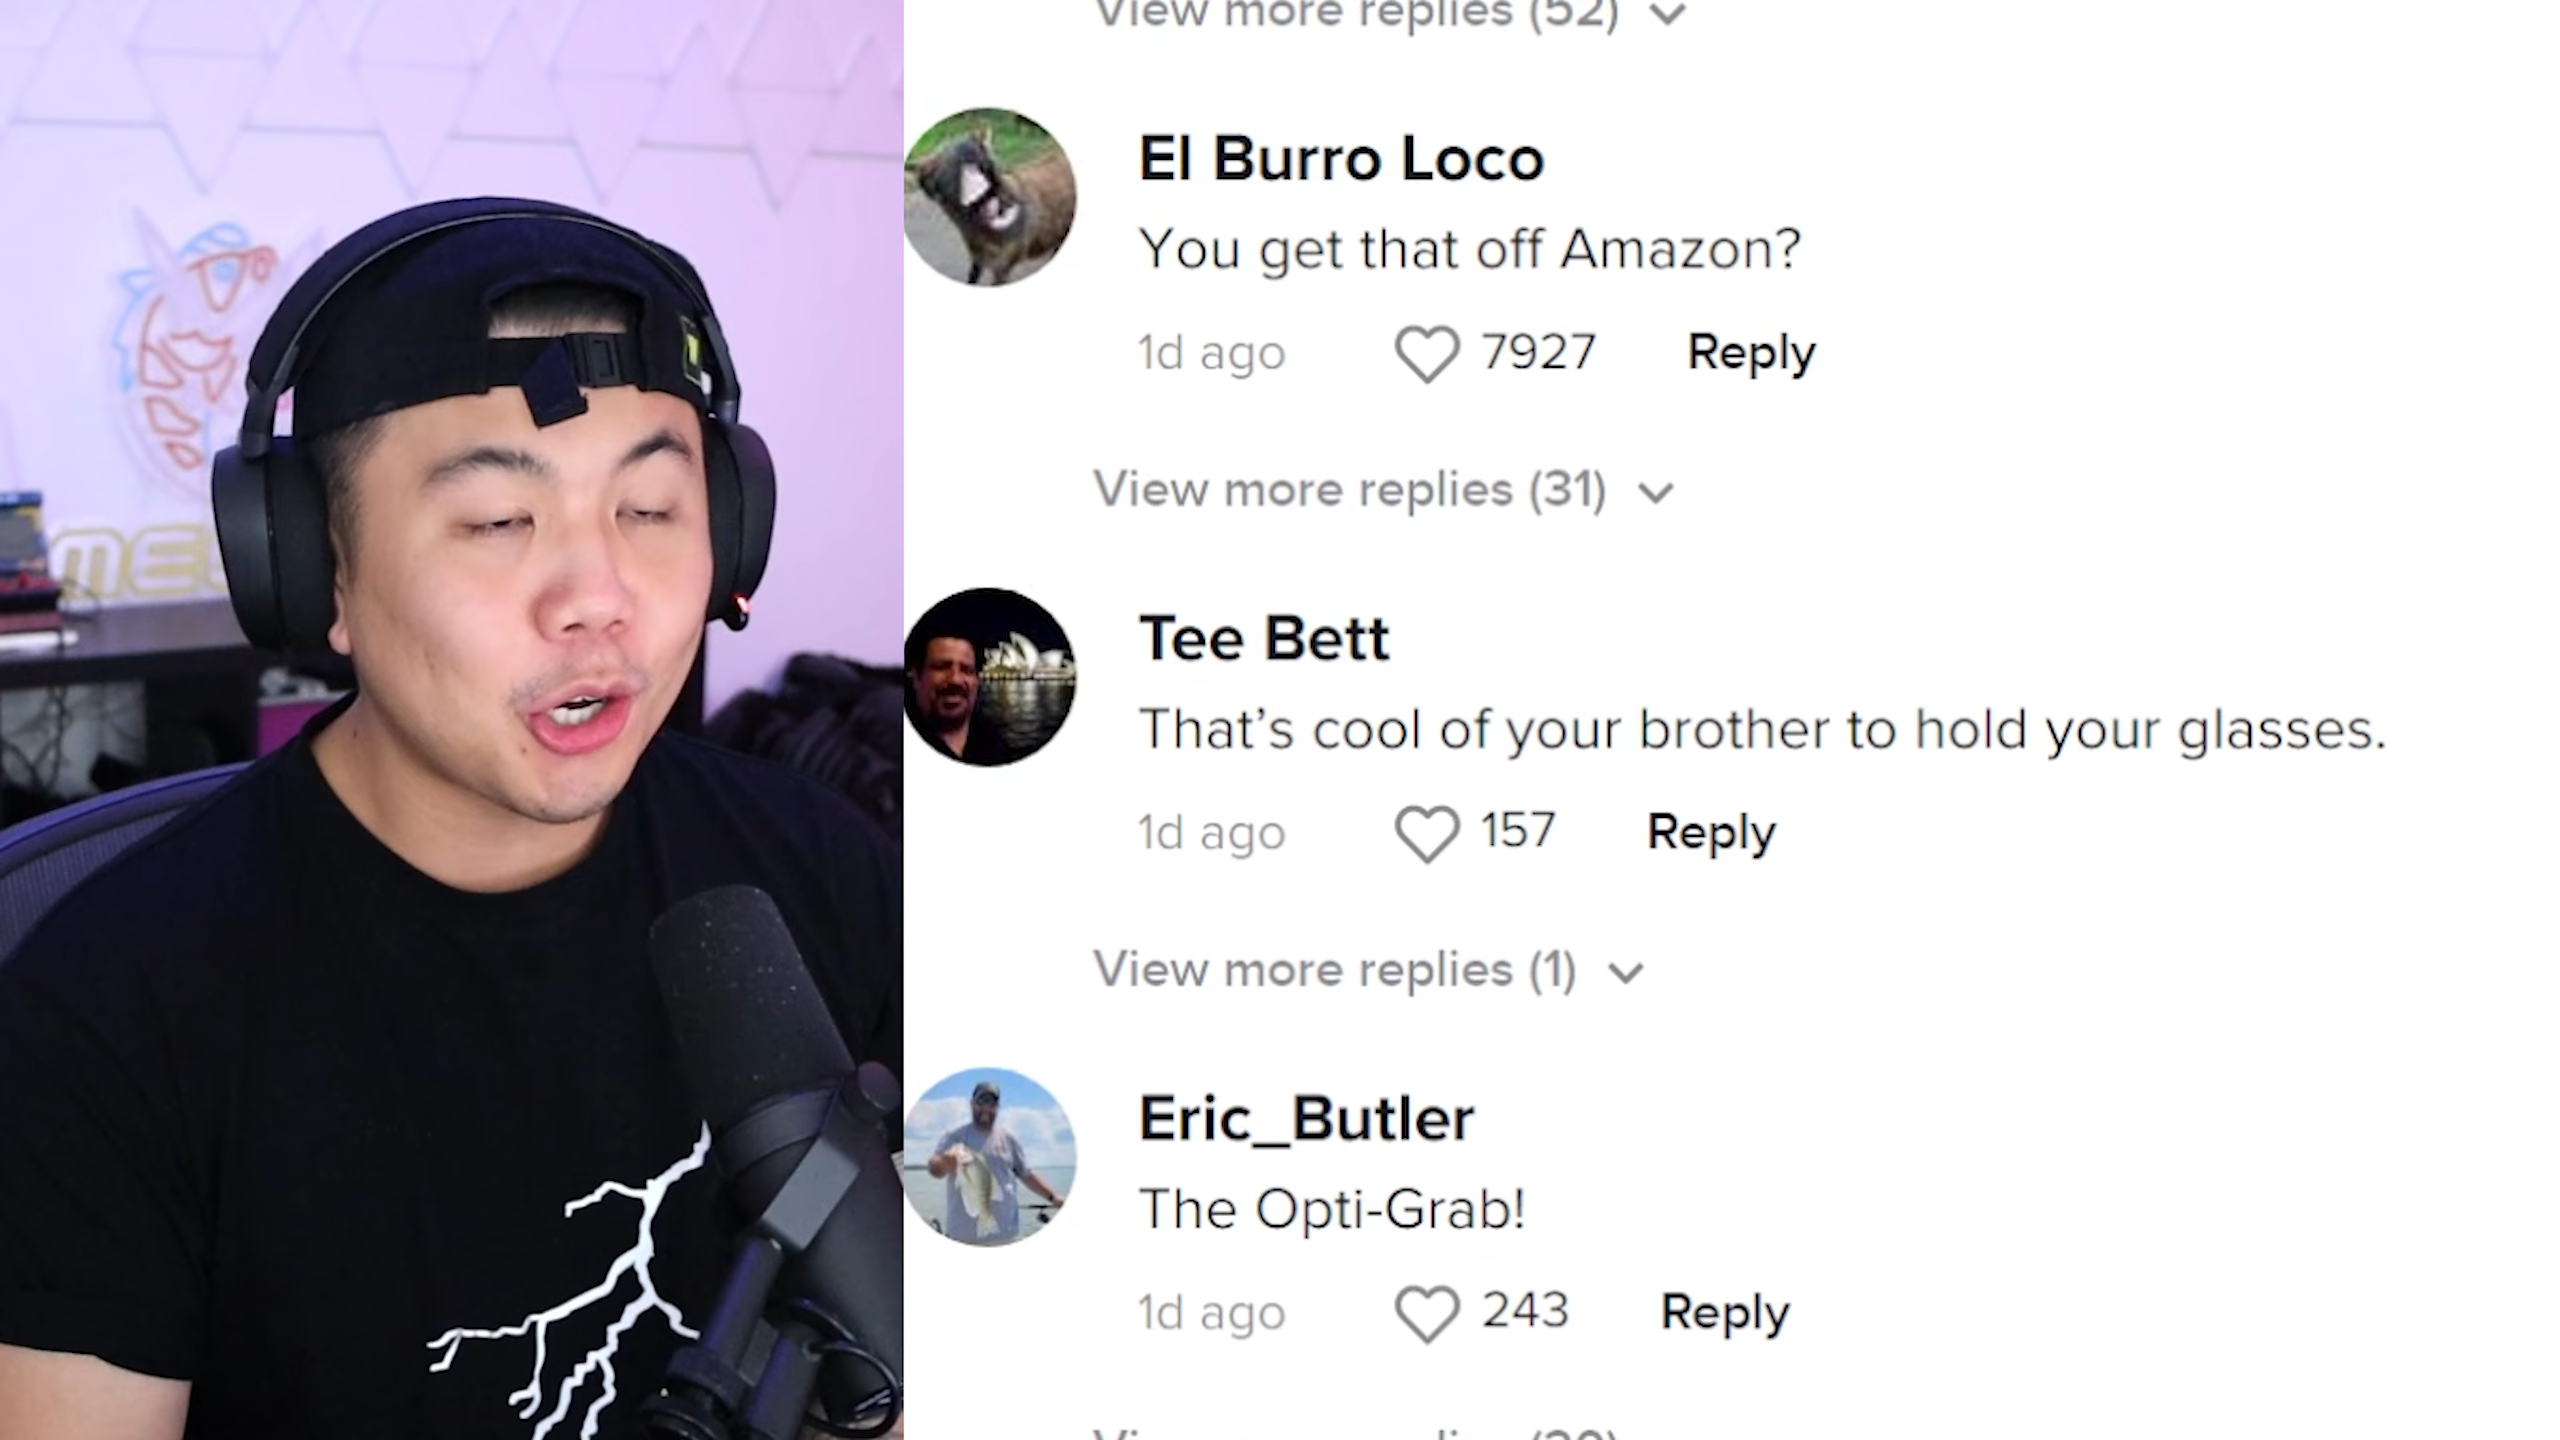 View more replies (52)
El Burro Loco
You get that off Amazon?
1d ago 7927 Reply
View more replies (31)
Tee Bett
That's cool of your brother to hold your glasses.
1d ago 157 Reply
View more replies (1)
Eric_Butler
The Opti-Grab!
1d ago 243 Reply